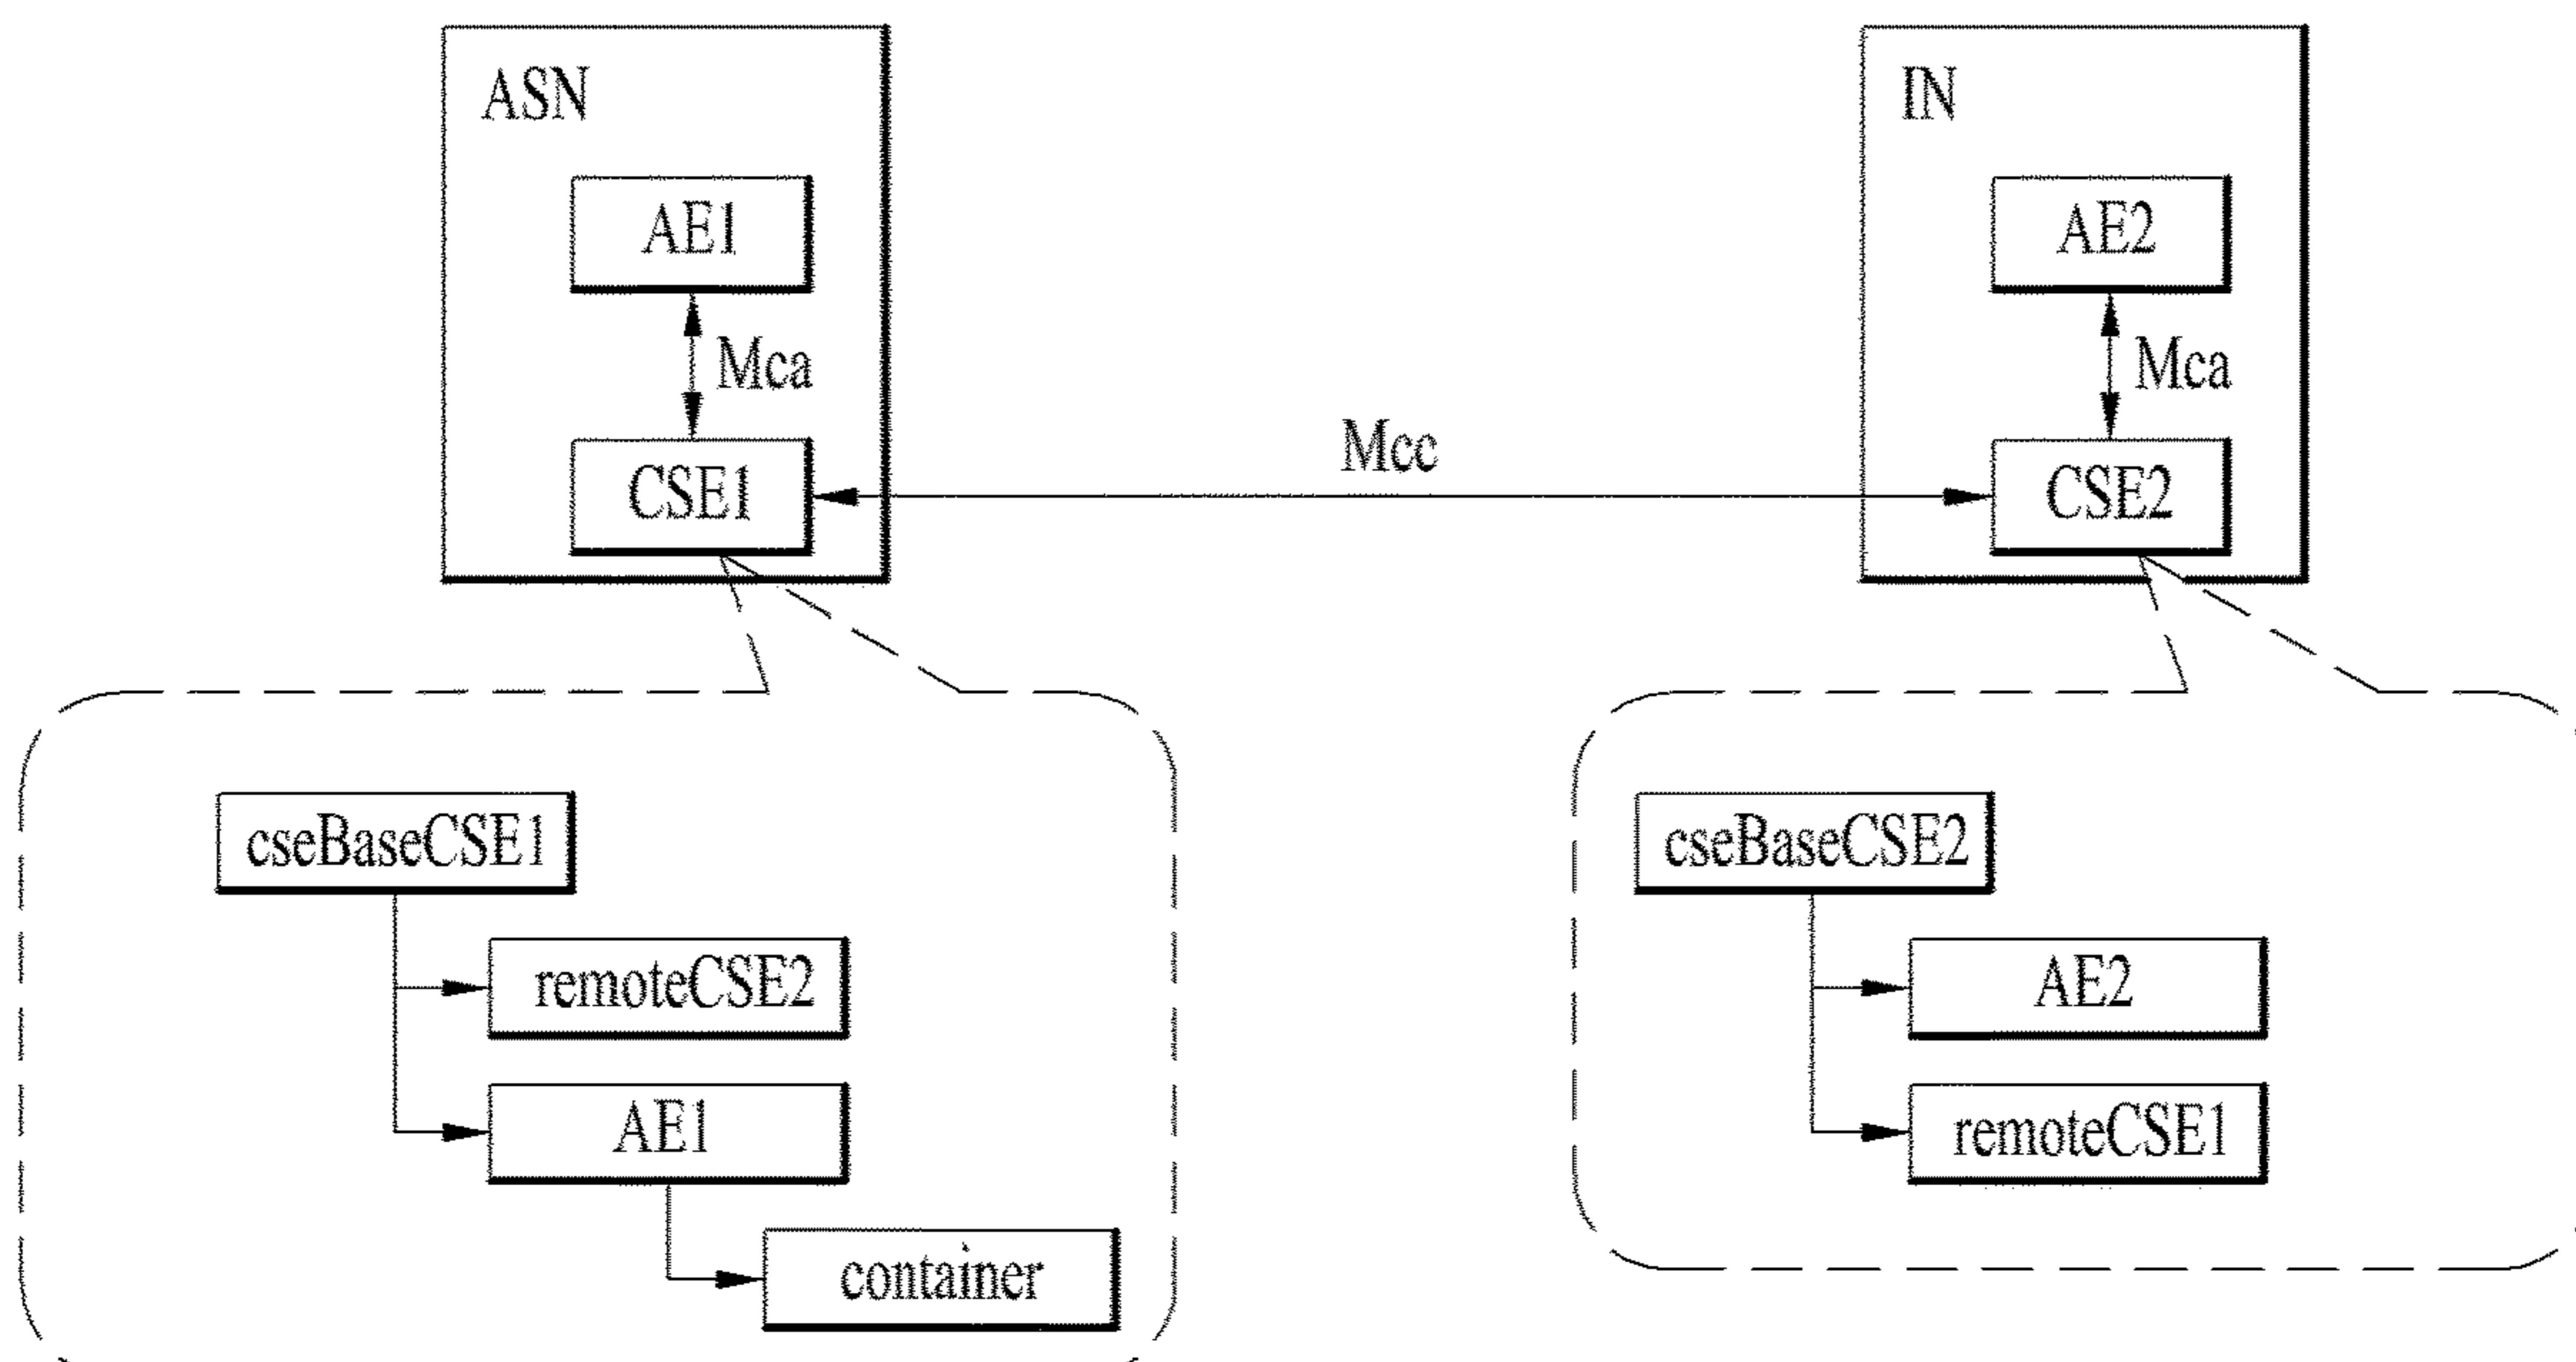 ASN
AE1
Mca
CSE1
Mcc
IN
AE2
Mca
CSE2
cseBaseCSE1
remoteCSE2
AE1
container
cseBaseCSE2
AE2
remoteCSE1